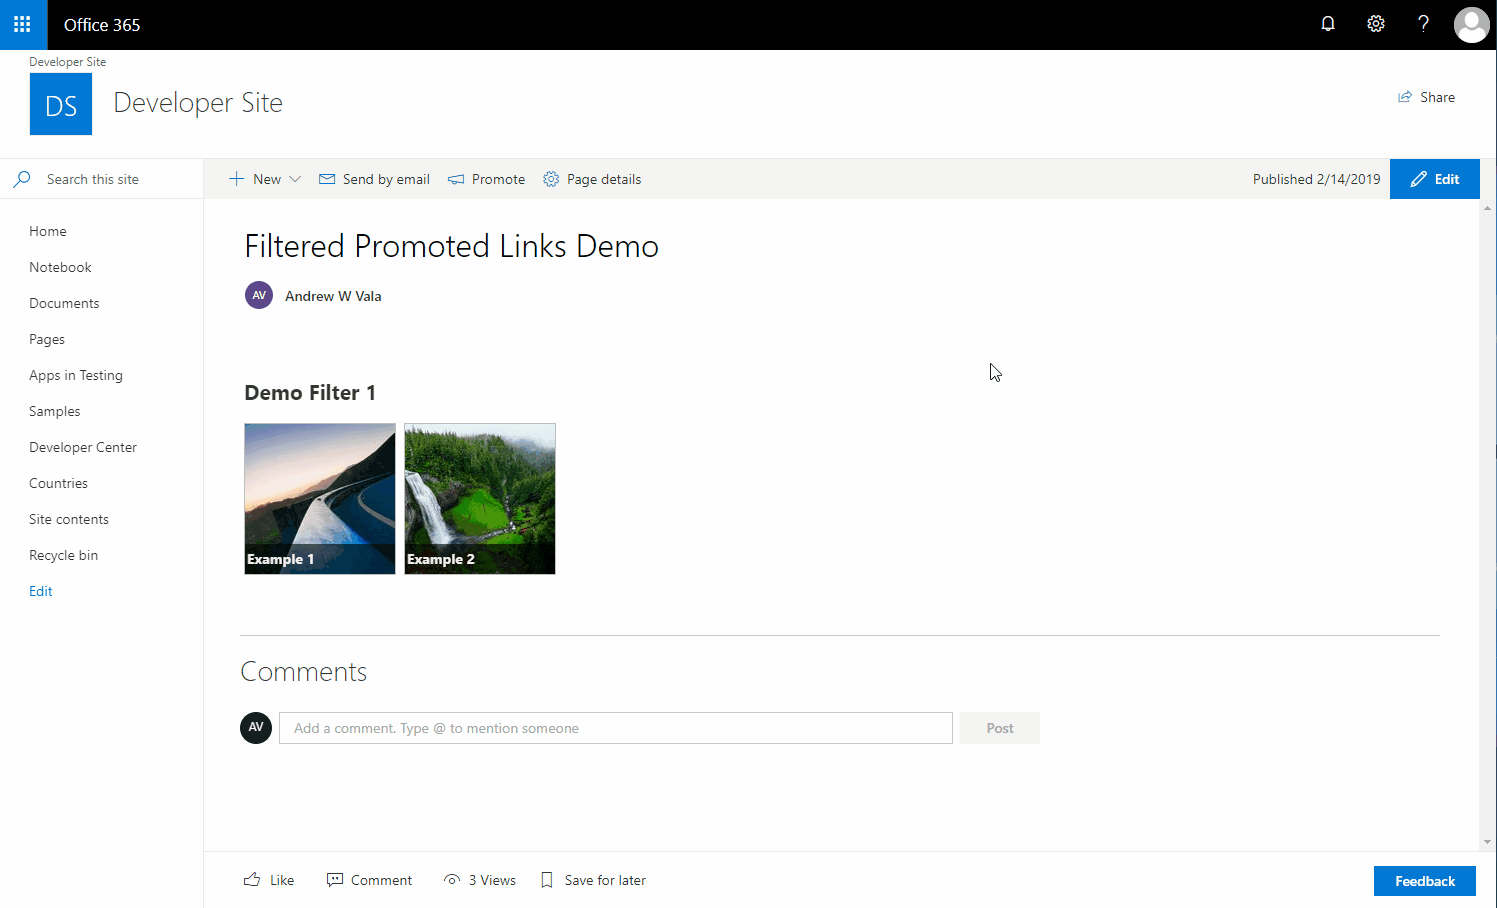 Office 365
Developer Site
DS
Developer Site
Share
Search this site
New
Send by email
Promote
Page details
Published 2/14/2019
Edit
Home
Notebook
Documents
Pages
Apps in Testing
Samples
Developer Center
Countries
Site contents
Recycle bin
Edit
Filtered Promoted Links Demo
AV
Andrew W Vala
Demo Filter 1
Example 1
Example 2
Comments
AV
Add a comment. Type @ to mention someone
Post
Like
Comment
3 Views
Save for later
Feedback